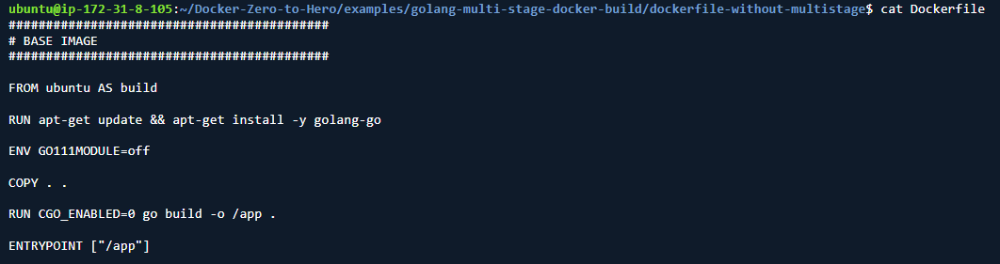 ubuntu@ip-172-31-8-105:~/Docker-Zero-to-Hero/examples/golang-multi-stage-docker-build/dockerfile-without-multistage$ cat Dockerfile
###########################################
# BASE IMAGE
###########################################
FROM ubuntu AS build
RUN apt-get update && apt-get install -y golang-go
ENV GO111MODULE=off
COPY . .
RUN CGO_ENABLED=0 go build -o /app .
ENTRYPOINT ["/app"]